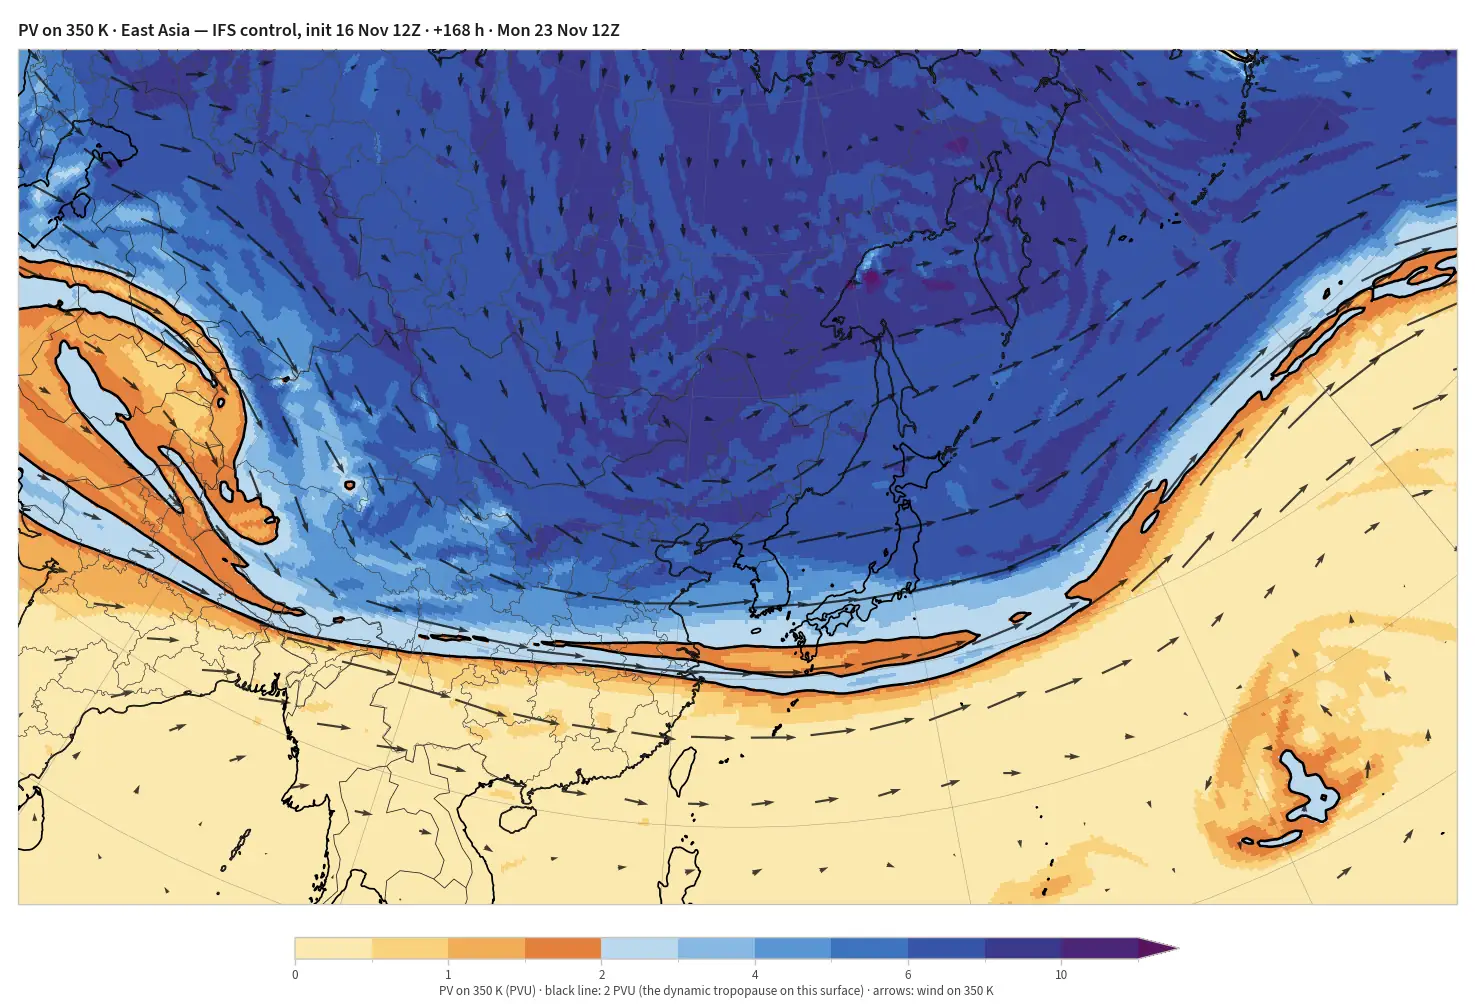 PV on 350 K · East Asia — IFS control, init 16 Nov 12Z · +168 h · Mon 23 Nov 12Z
0 1 2 4 6 10
PV on 350 K (PVU) · black line: 2 PVU (the dynamic tropopause on this surface) · arrows: wind on 350 K